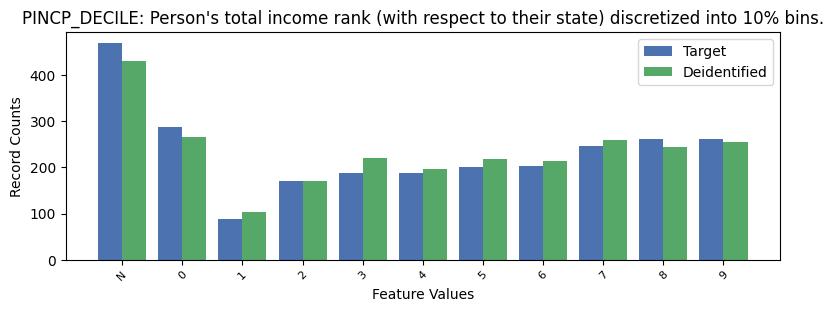 PINCP_DECILE: Person's total income rank (with respect to their state) discretized into 10% bins.
Target
Deidentified
Record Counts
400
300
200
100
0
N 0 1 2 3 4 5 6 7 8 9
Feature Values